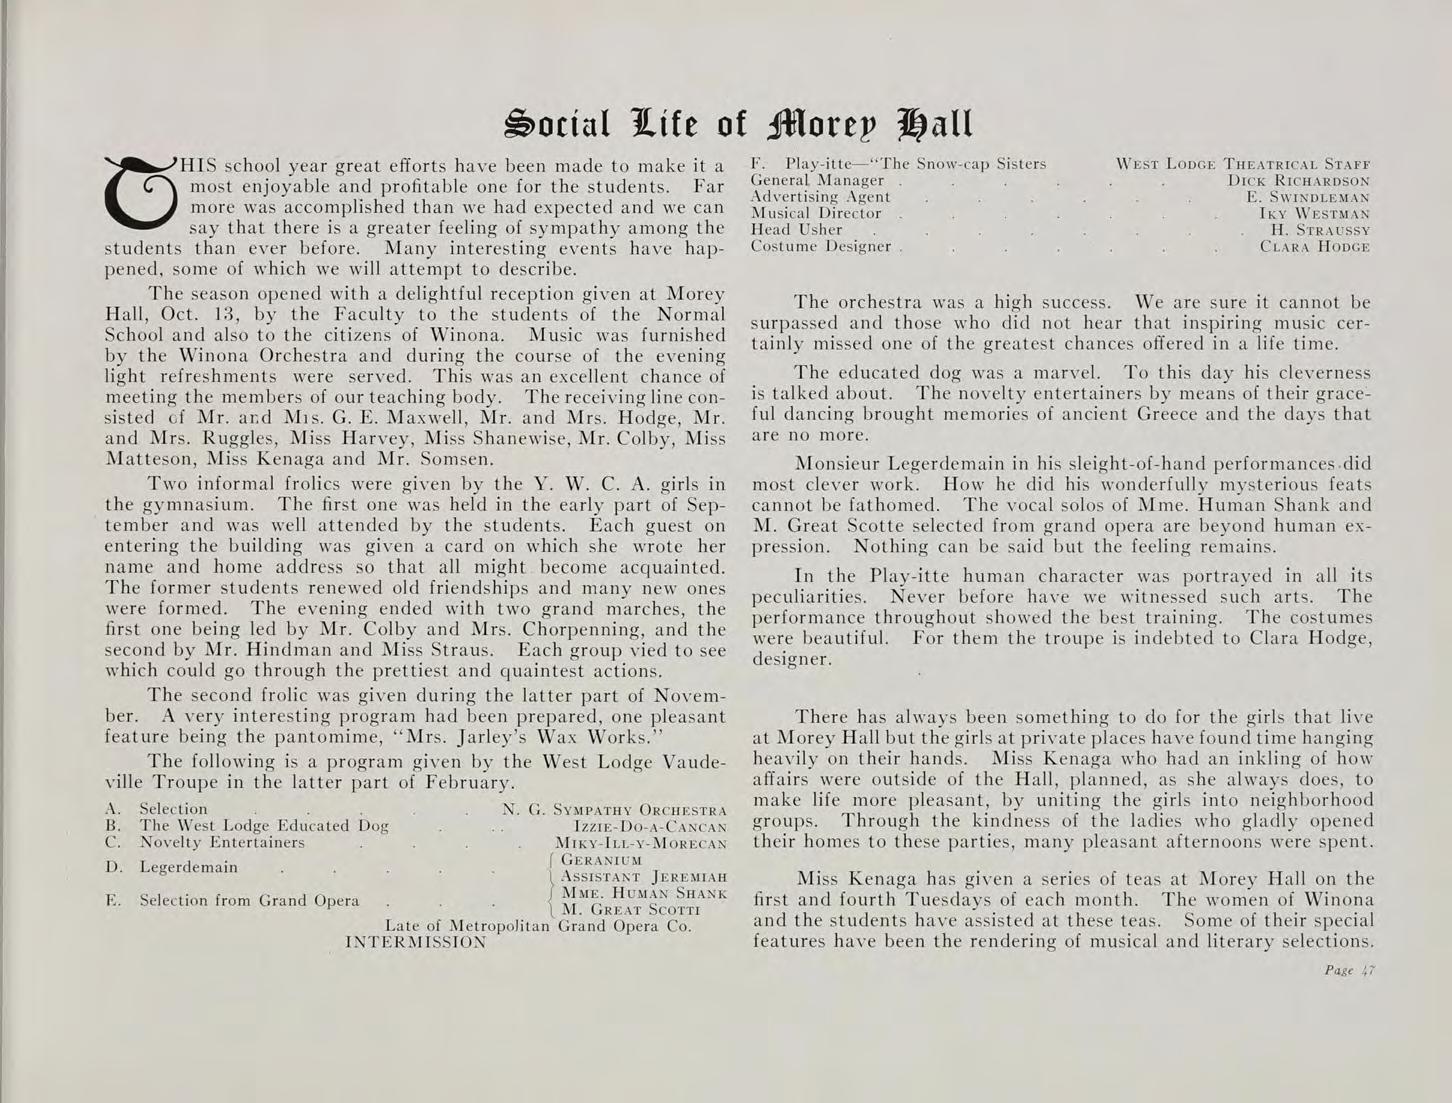 Social Life of Morey Hall
THIS school year great efforts have been made to make it a
most enjoyable and profitable one for the students. Far
more was accomplished than we had expected and we can
say that there is a greater feeling of sympathy among the
students than ever before. Many interesting events have hap-
pened, some of which we will attempt to describe.
The season opened with a delightful reception given at Morey
Hall, Oct. 13, by the Faculty to the students of the Normal
School and also to the citizens of Winona. Music was furnished
by the Winona Orchestra and during the course of the evening
light refreshments were served. This was an excellent chance of
meeting the members of our teaching body. The receiving line con-
sisted of Mr. and Mrs. G. E. Maxwell, Mr. and Mrs. Hodge, Mr.
and Mrs. Ruggles, Miss Harvey, Miss Shanewise, Mr. Colby, Miss
Matteson, Miss Kenaga and Mr. Somsen.
Two informal frolics were given by the Y. W. C. A. girls in
the gymnasium. The first one was held in the early part of Sep-
tember and was well attended by the students. Each guest on
entering the building was given a card on which she wrote her
name and home address so that all might become acquainted.
The former students renewed old friendships and many new ones
were formed. The evening ended with two grand marches, the
first one being led by Mr. Colby and Mrs. Chorpenning, and the
second by Mr. Hindman and Miss Straus. Each group vied to see
which could go through the prettiest and quaintest actions.
The second frolic was given during the latter part of Novem-
ber. A very interesting program had been prepared, one pleasant
feature being the pantomime, "Mrs. Jarley's Wax Works."
The following is a program given by the West Lodge Vaude-
ville Troupe in the latter part of February.
A. Selection . . . . . N. G. SYMPATHY ORCHESTRA
B. The West Lodge Educated Dog . . . IZZIE-DO-A-CANCAN
C. Novelty Entertainers . . . . MIKY-ILL-Y-MORECAN
D. Legerdemain . . . . . { GERANIUM
ASSISTANT JEREMIAH
E. Selection from Grand Opera . . . { MME. HUMAN SHANK
M. GREAT SCOTTI
Late of Metropolitan Grand Opera Co.
INTERMISSION
F. Play-itte—"The Snow-cap Sisters WEST LODGE THEATRICAL STAFF
General Manager . . . . . . DICK RICHARDSON
Advertising Agent . . . . . . E. SWINDLEMAN
Musical Director . . . . . . . IKY WESTMAN
Head Usher . . . . . . . . H. STRAUSSY
Costume Designer . . . . . . . CLARA HODGE
The orchestra was a high success. We are sure it cannot be
surpassed and those who did not hear that inspiring music cer-
tainly missed one of the greatest chances offered in a life time.
The educated dog was a marvel. To this day his cleverness
is talked about. The novelty entertainers by means of their grace-
ful dancing brought memories of ancient Greece and the days that
are no more.
Monsieur Legerdemain in his sleight-of-hand performances did
most clever work. How he did his wonderfully mysterious feats
cannot be fathomed. The vocal solos of Mme. Human Shank and
M. Great Scotte selected from grand opera are beyond human ex-
pression. Nothing can be said but the feeling remains.
In the Play-itte human character was portrayed in all its
peculiarities. Never before have we witnessed such arts. The
performance throughout showed the best training. The costumes
were beautiful. For them the troupe is indebted to Clara Hodge,
designer.
There has always been something to do for the girls that live
at Morey Hall but the girls at private places have found time hanging
heavily on their hands. Miss Kenaga who had an inkling of how
affairs were outside of the Hall, planned, as she always does, to
make life more pleasant, by uniting the girls into neighborhood
groups. Through the kindness of the ladies who gladly opened
their homes to these parties, many pleasant afternoons were spent.
Miss Kenaga has given a series of teas at Morey Hall on the
first and fourth Tuesdays of each month. The women of Winona
and the students have assisted at these teas. Some of their special
features have been the rendering of musical and literary selections.
Page 47